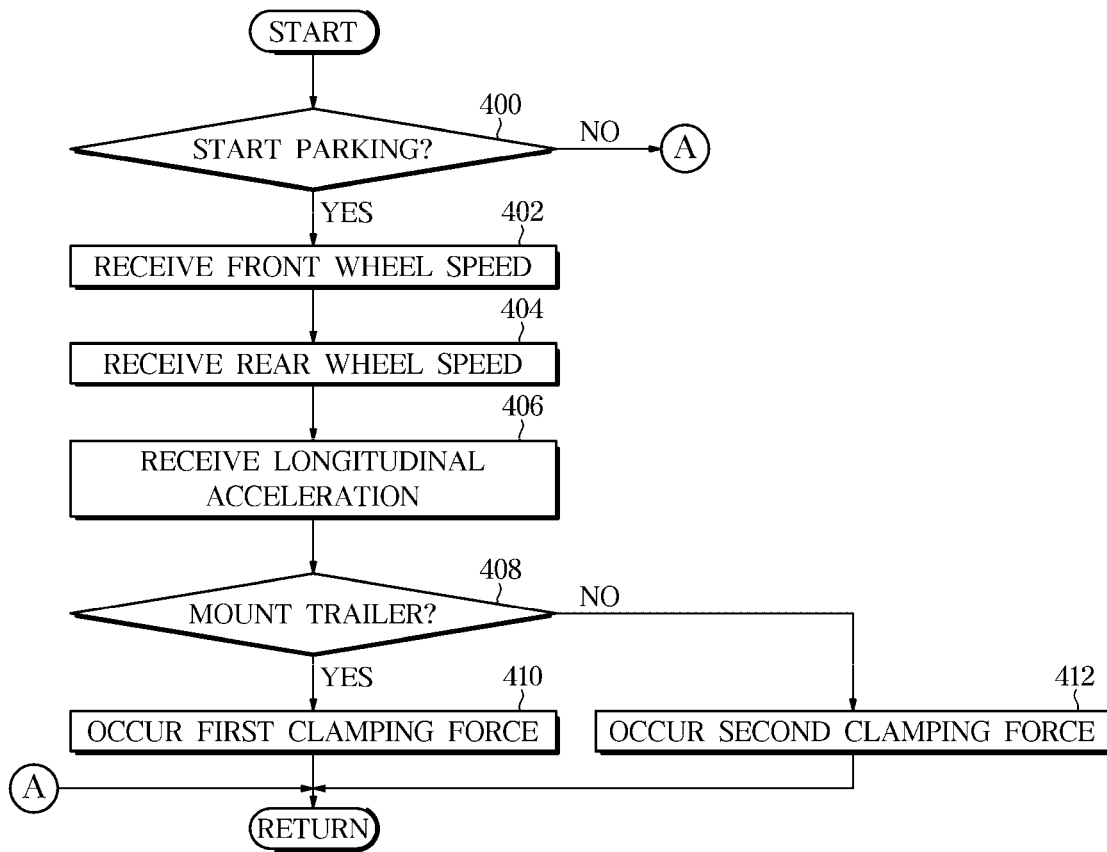 START
400
START PARKING?
NO
A
YES
402
RECEIVE FRONT WHEEL SPEED
404
RECEIVE REAR WHEEL SPEED
406
RECEIVE LONGITUDINAL
ACCELERATION
408
MOUNT TRAILER?
NO
YES
410
412
OCCUR FIRST CLAMPING FORCE
OCCUR SECOND CLAMPING FORCE
A
RETURN